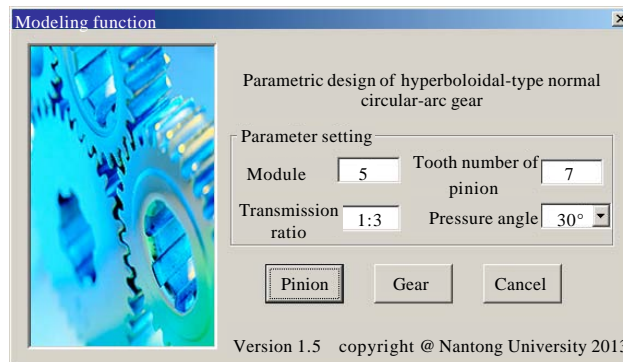 Modeling function
Parametric design of hyperboloidal-type normal
circular-arc gear
Parameter setting
Module 5
Tooth number of
pinion 7
Transmission
ratio 1:3
Pressure angle 30°
Pinion Gear Cancel
Version 1.5 copyright @ Nantong University 2013